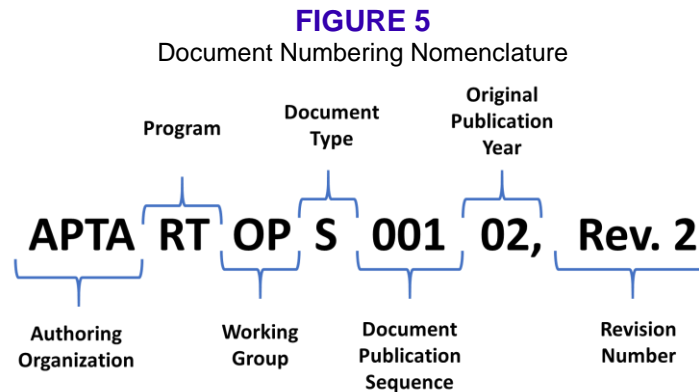 FIGURE 5
Document Numbering Nomenclature
Program
Document
Type
Original
Publication
Year
APTA RT OP S 001 02, Rev. 2
Authoring
Organization
Working
Group
Document
Publication
Sequence
Revision
Number